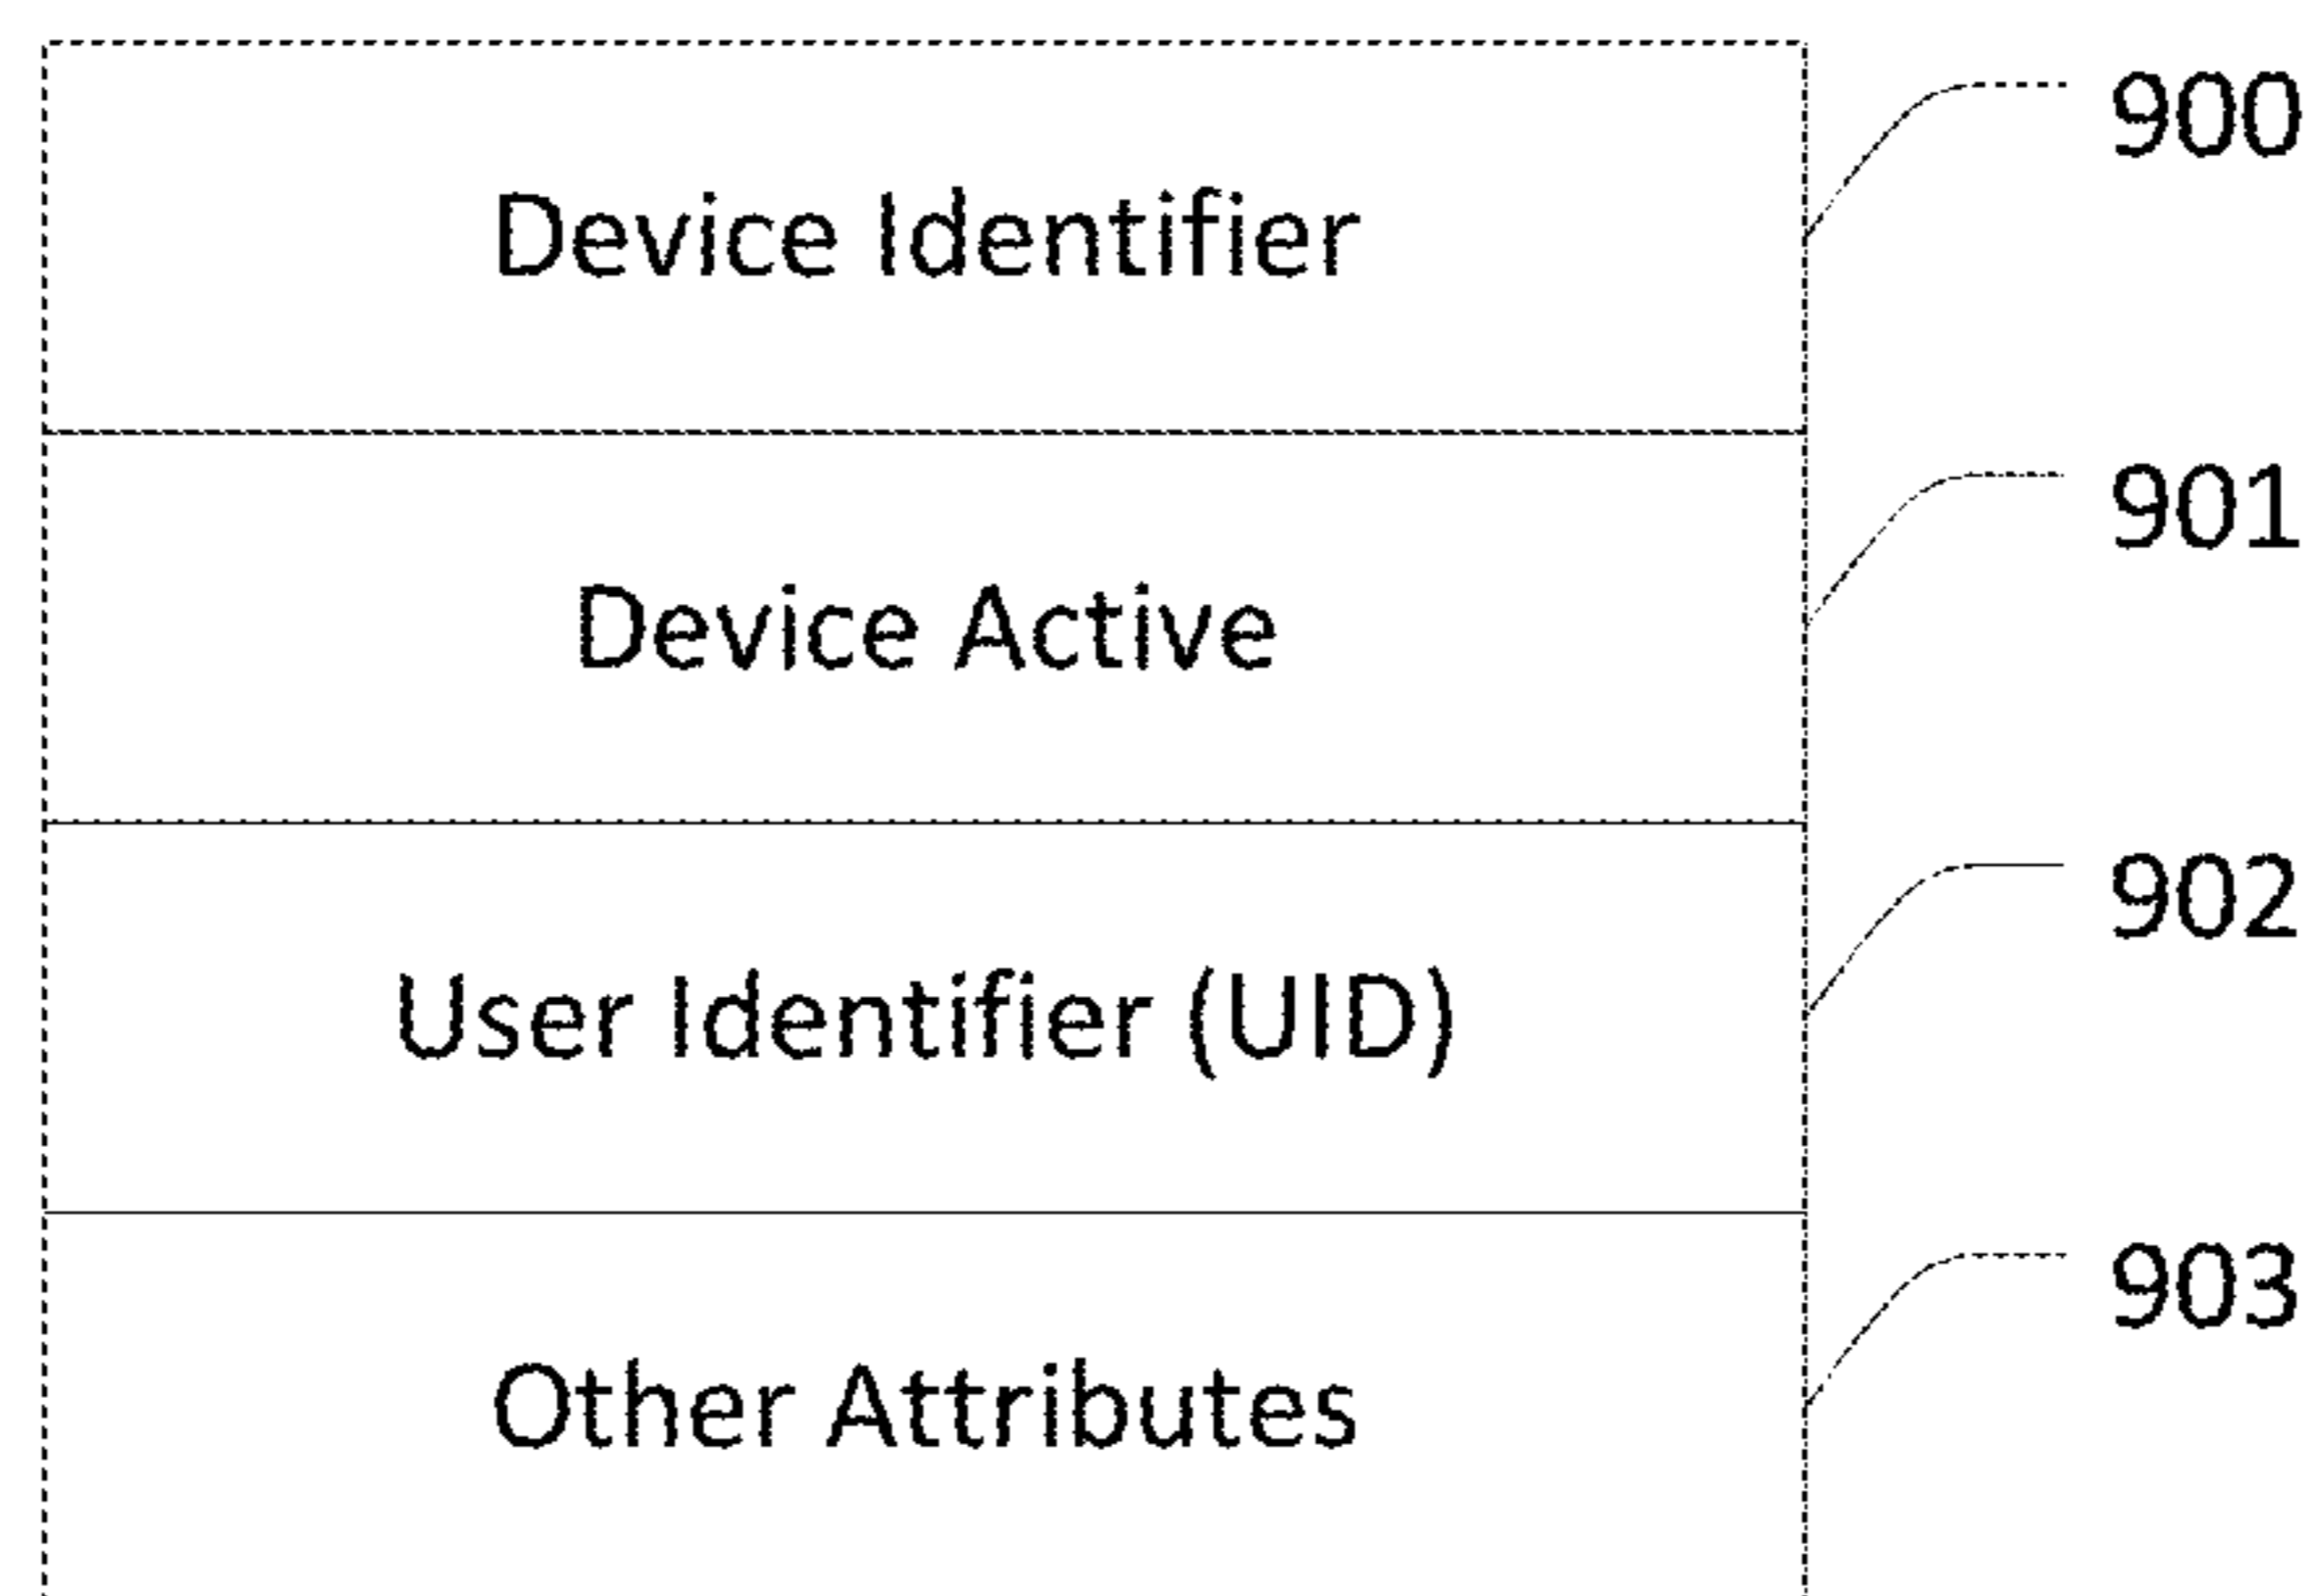 Device Identifier
900
Device Active
901
User Identifier (UID)
902
Other Attributes
903